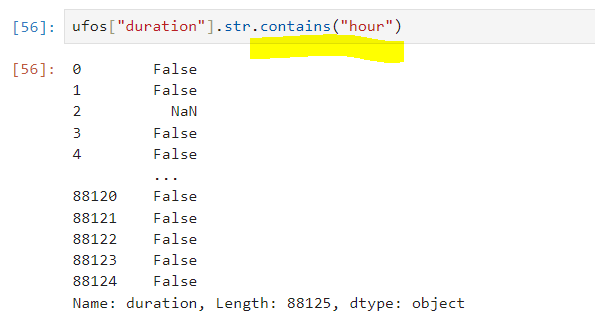 [56]: ufos["duration"].str.contains("hour")
[56]: 0 False
1 False
2 NaN
3 False
4 False
...
88120 False
88121 False
88122 False
88123 False
88124 False
Name: duration, Length: 88125, dtype: object